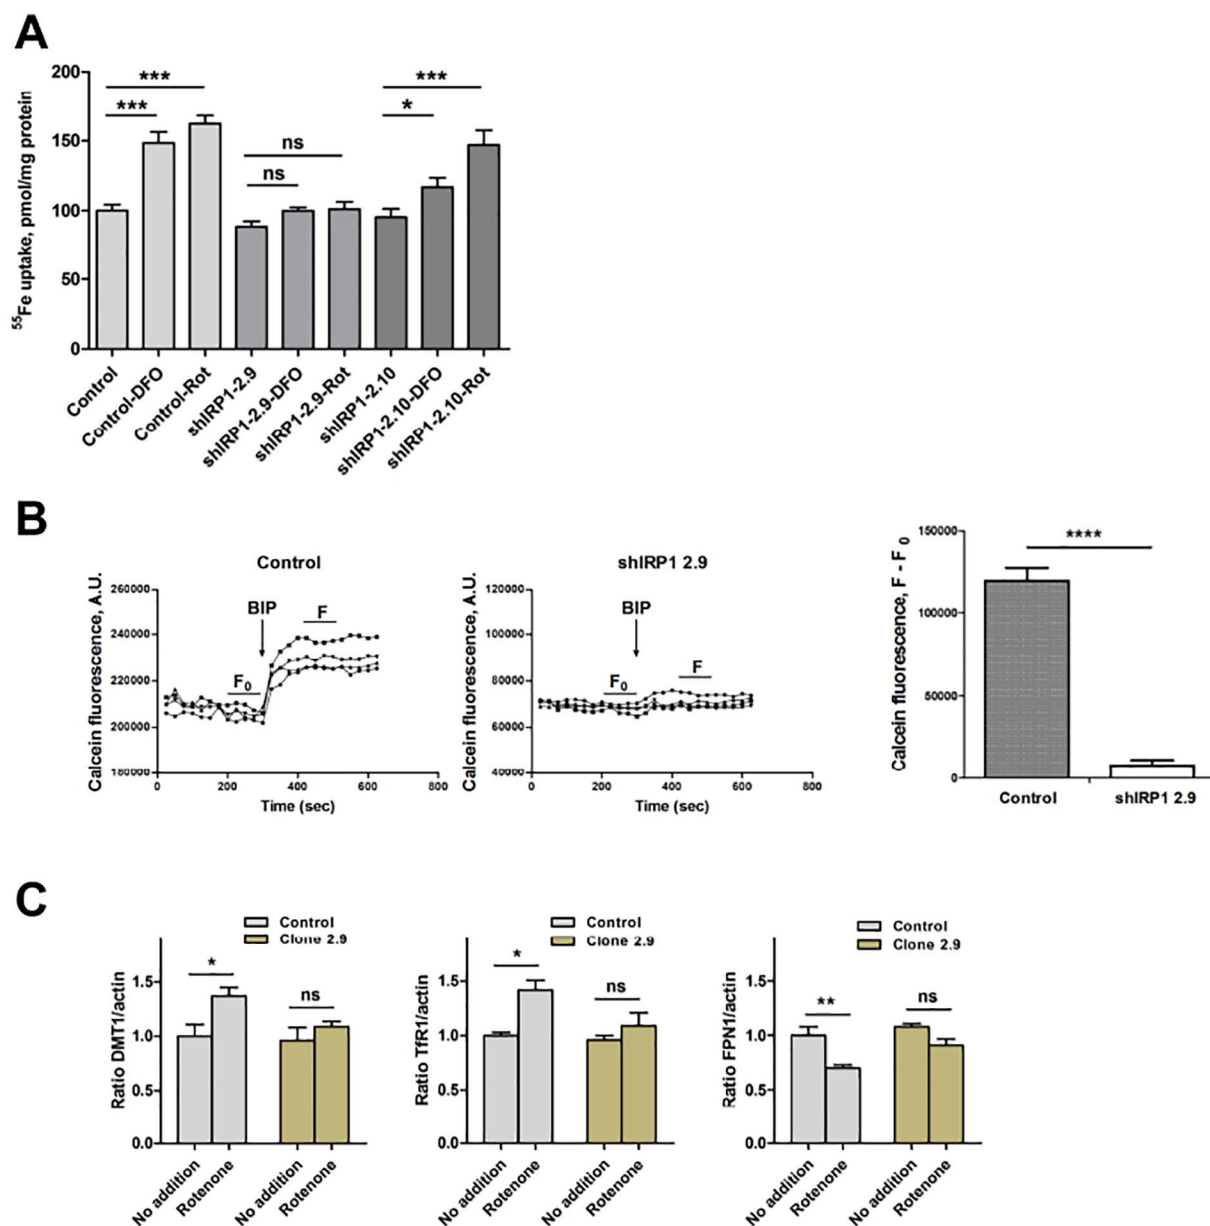 A
200
150
100
50
0
55Fe uptake, pmol/mg protein
***
***
ns
ns
***
*
Control
Control-DFO
Control-Rot
shIRP1-2.9
shIRP1-2.9-DFO
shIRP1-2.9-Rot
shIRP1-2.10
shIRP1-2.10-DFO
shIRP1-2.10-Rot
B
Control
Calcein fluorescence, A.U.
260000
240000
220000
200000
180000
BIP
F
F0
0 200 400 600 800
Time (sec)
shIRP1 2.9
Calcein fluorescence, A.U.
120000
100000
80000
60000
40000
BIP
F0
F
0 200 400 600 800
Time (sec)
Calcein fluorescence, F - F0
150000
100000
50000
0
****
Control shIRP1 2.9
C
Control
Clone 2.9
Ratio DMT1/actin
1.5
1.0
0.5
0.0
*
ns
No addition
Rotenone
No addition
Rotenone
Control
Clone 2.9
Ratio TfR1/actin
1.5
1.0
0.5
0.0
*
ns
No addition
Rotenone
No addition
Rotenone
Control
Clone 2.9
Ratio FPN1/actin
1.5
1.0
0.5
0.0
**
ns
No addition
Rotenone
No addition
Rotenone